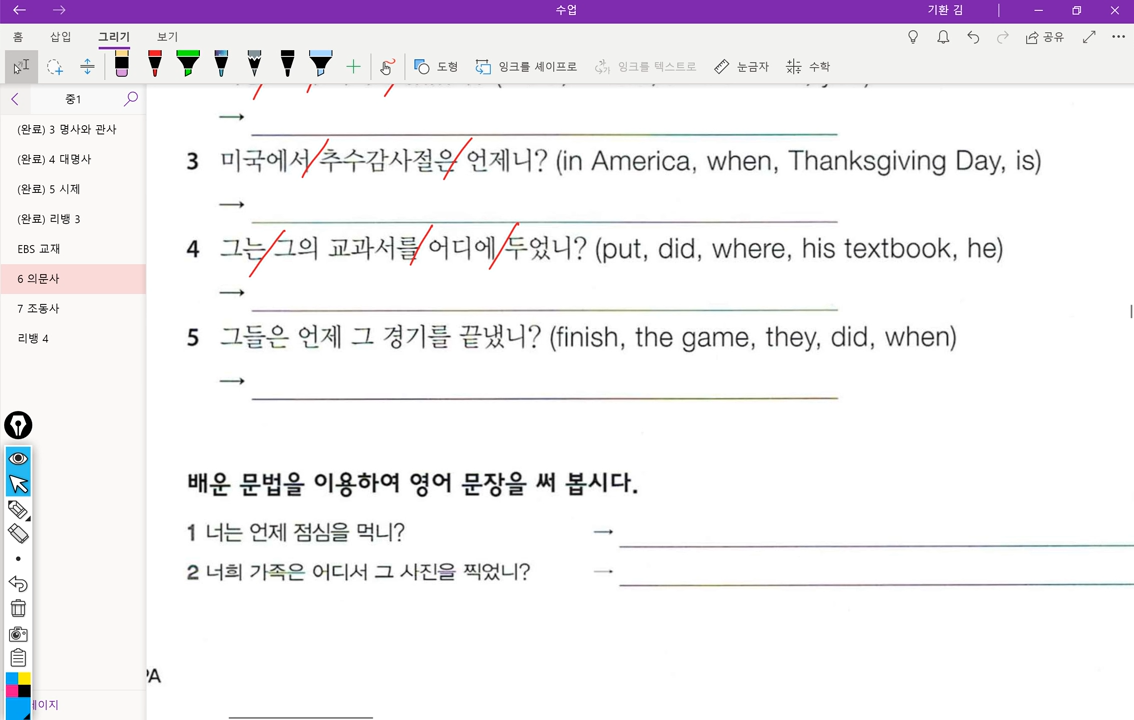 수업
기환 김
홈 삽입 그리기 보기
공유
도형 잉크를 셰이프로 잉크를 텍스트로 눈금자 수학
중1
(완료) 3 명사와 관사
(완료) 4 대명사
(완료) 5 시제
(완료) 리뱅 3
EBS 교재
6 의문사
7 조동사
리뱅 4
→
3 미국에서 추수감사절은 언제니? (in America, when, Thanksgiving Day, is)
→
4 그는 그의 교과서를 어디에 두었니? (put, did, where, his textbook, he)
→
5 그들은 언제 그 경기를 끝냈니? (finish, the game, they, did, when)
→
배운 문법을 이용하여 영어 문장을 써 봅시다.
1 너는 언제 점심을 먹니? →
2 너희 가족은 어디서 그 사진을 찍었니? →
PA
페이지